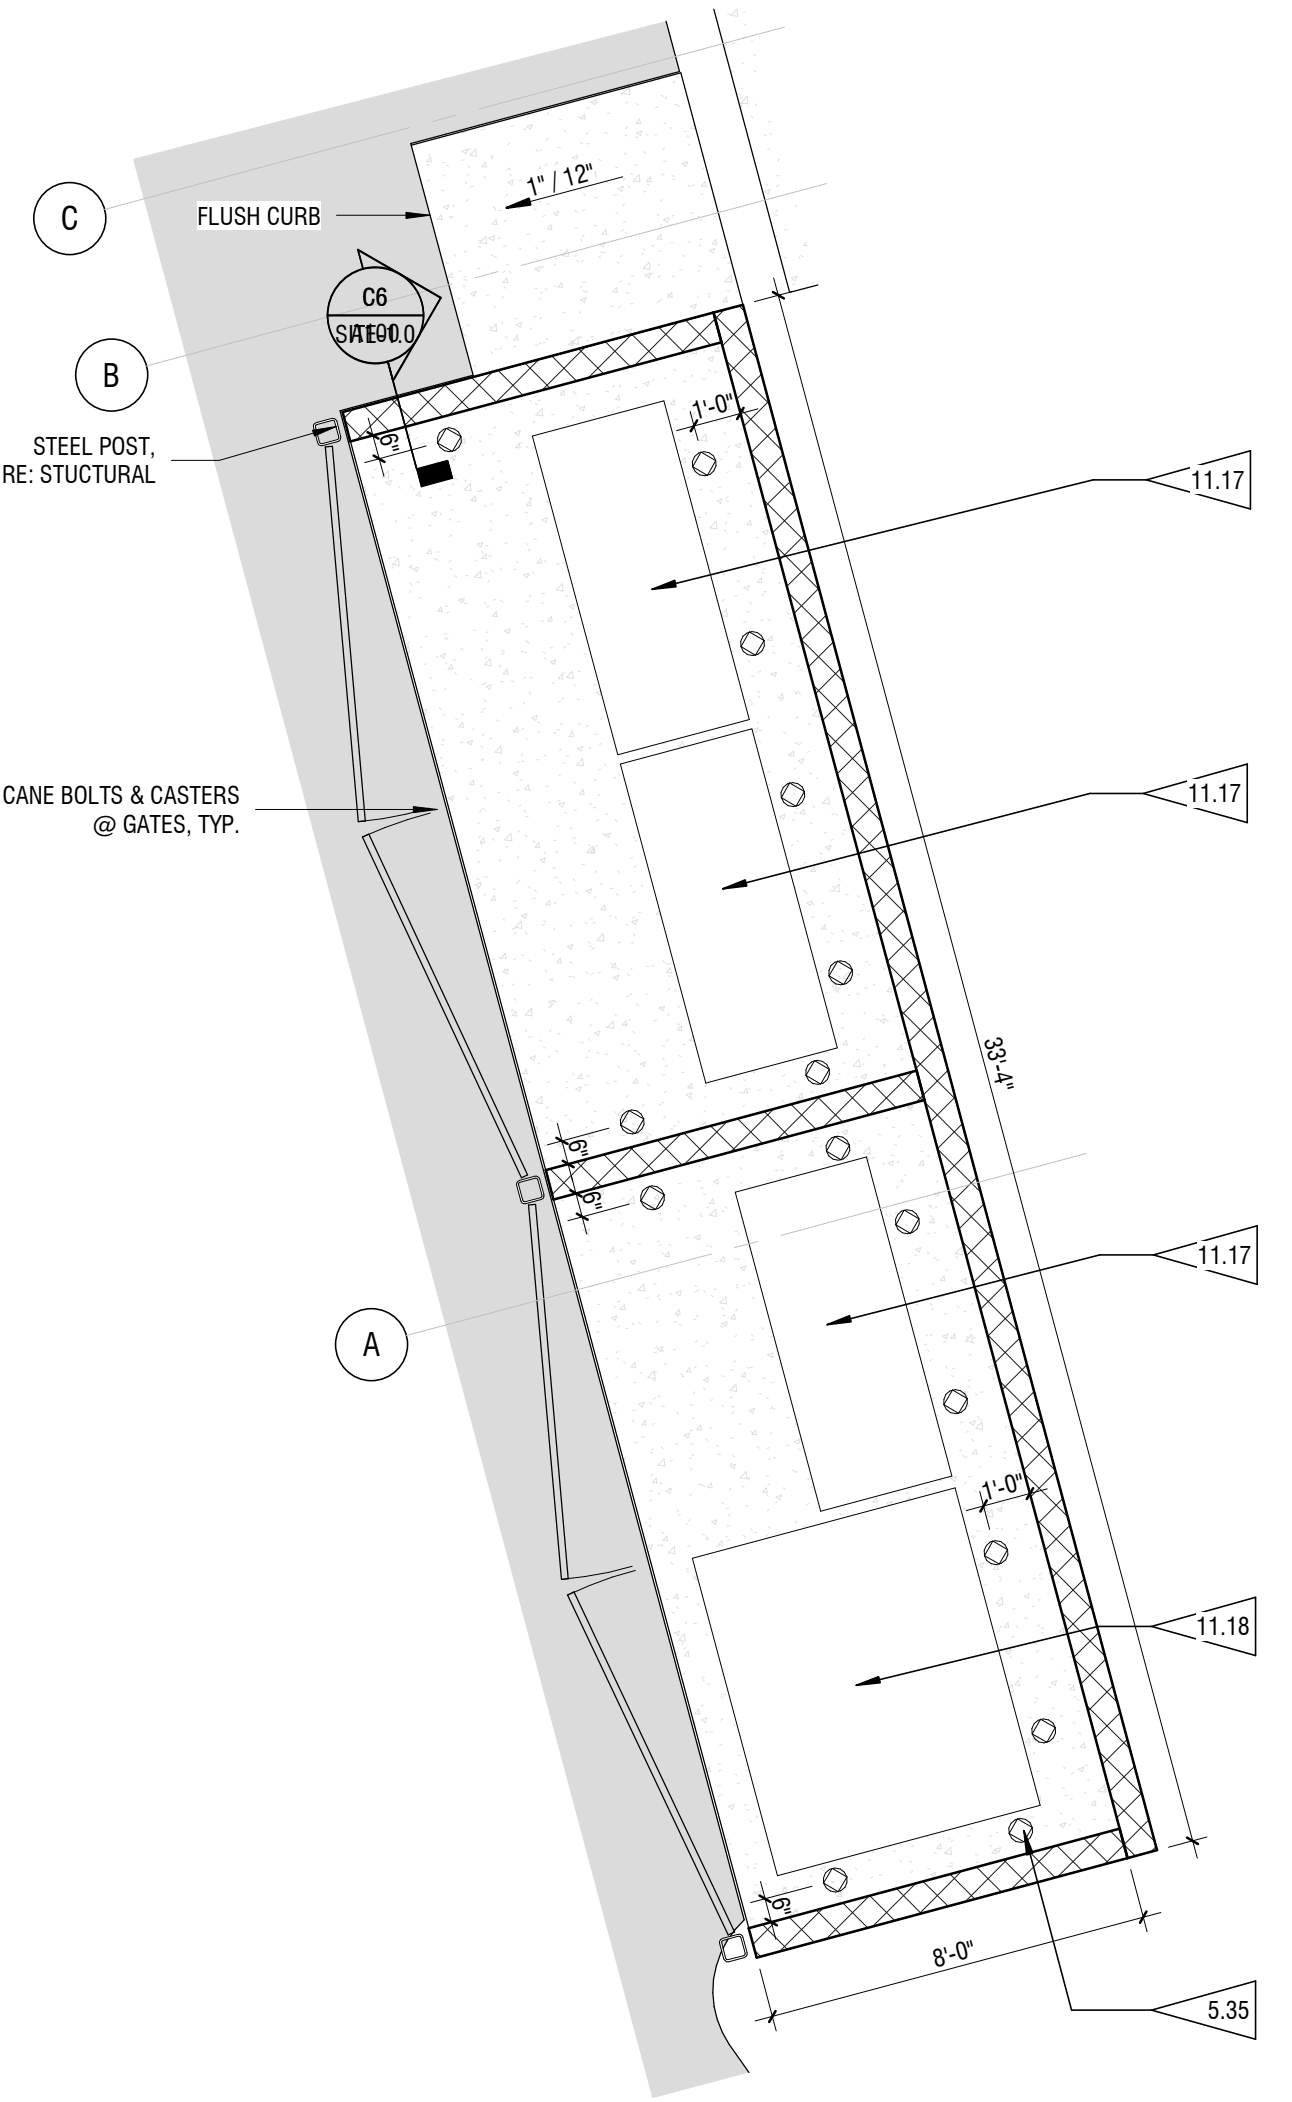 1" / 12"
C
FLUSH CURB
C6
B
1'-0"
STEEL POST,
RE: STUCTURAL
6"
11.17
11.17
CANE BOLTS & CASTERS
@ GATES, TYP.
33'-4"
6"
6"
11.17
A
1'-0"
11.18
6"
8'-0"
5.35